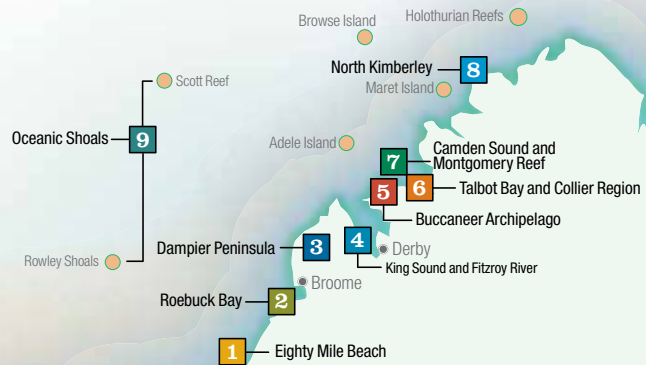 Holothurian Reefs
Browse Island
North Kimberley
8
Maret Island
Scott Reef
Oceanic Shoals
9
Adele Island
7
Camden Sound and
Montgomery Reef
5
6
Talbot Bay and Collier Region
Buccaneer Archipelago
Dampier Peninsula
3
4
Derby
King Sound and Fitzroy River
Rowley Shoals
Broome
Roebuck Bay
2
1
Eighty Mile Beach